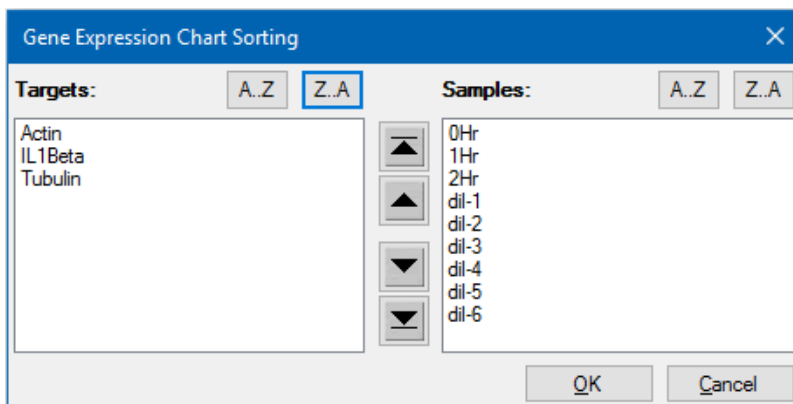 Gene Expression Chart Sorting
Targets: A..Z Z..A
Samples: A..Z Z..A
Actin
IL1Beta
Tubulin
0Hr
1Hr
2Hr
dil-1
dil-2
dil-3
dil-4
dil-5
dil-6
OK Cancel